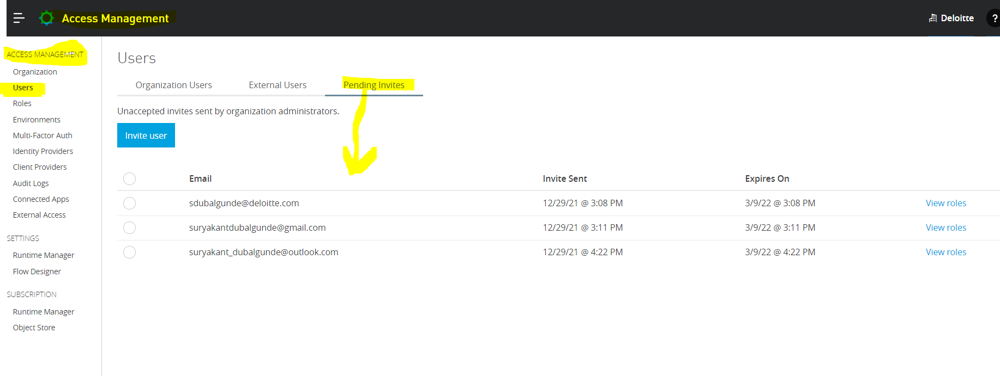 Access Management
Deloitte
?
ACCESS MANAGEMENT
Organization
Users
Roles
Environments
Multi-Factor Auth
Identity Providers
Client Providers
Audit Logs
Connected Apps
External Access
SETTINGS
Runtime Manager
Flow Designer
SUBSCRIPTION
Runtime Manager
Object Store
Users
Organization Users External Users Pending Invites
Unaccepted invites sent by organization administrators.
Invite user
Email Invite Sent Expires On
sdubalgunde@deloitte.com 12/29/21 @ 3:08 PM 3/9/22 @ 3:08 PM View roles
suryakantdubalgunde@gmail.com 12/29/21 @ 3:11 PM 3/9/22 @ 3:11 PM View roles
suryakant_dubalgunde@outlook.com 12/29/21 @ 4:22 PM 3/9/22 @ 4:22 PM View roles